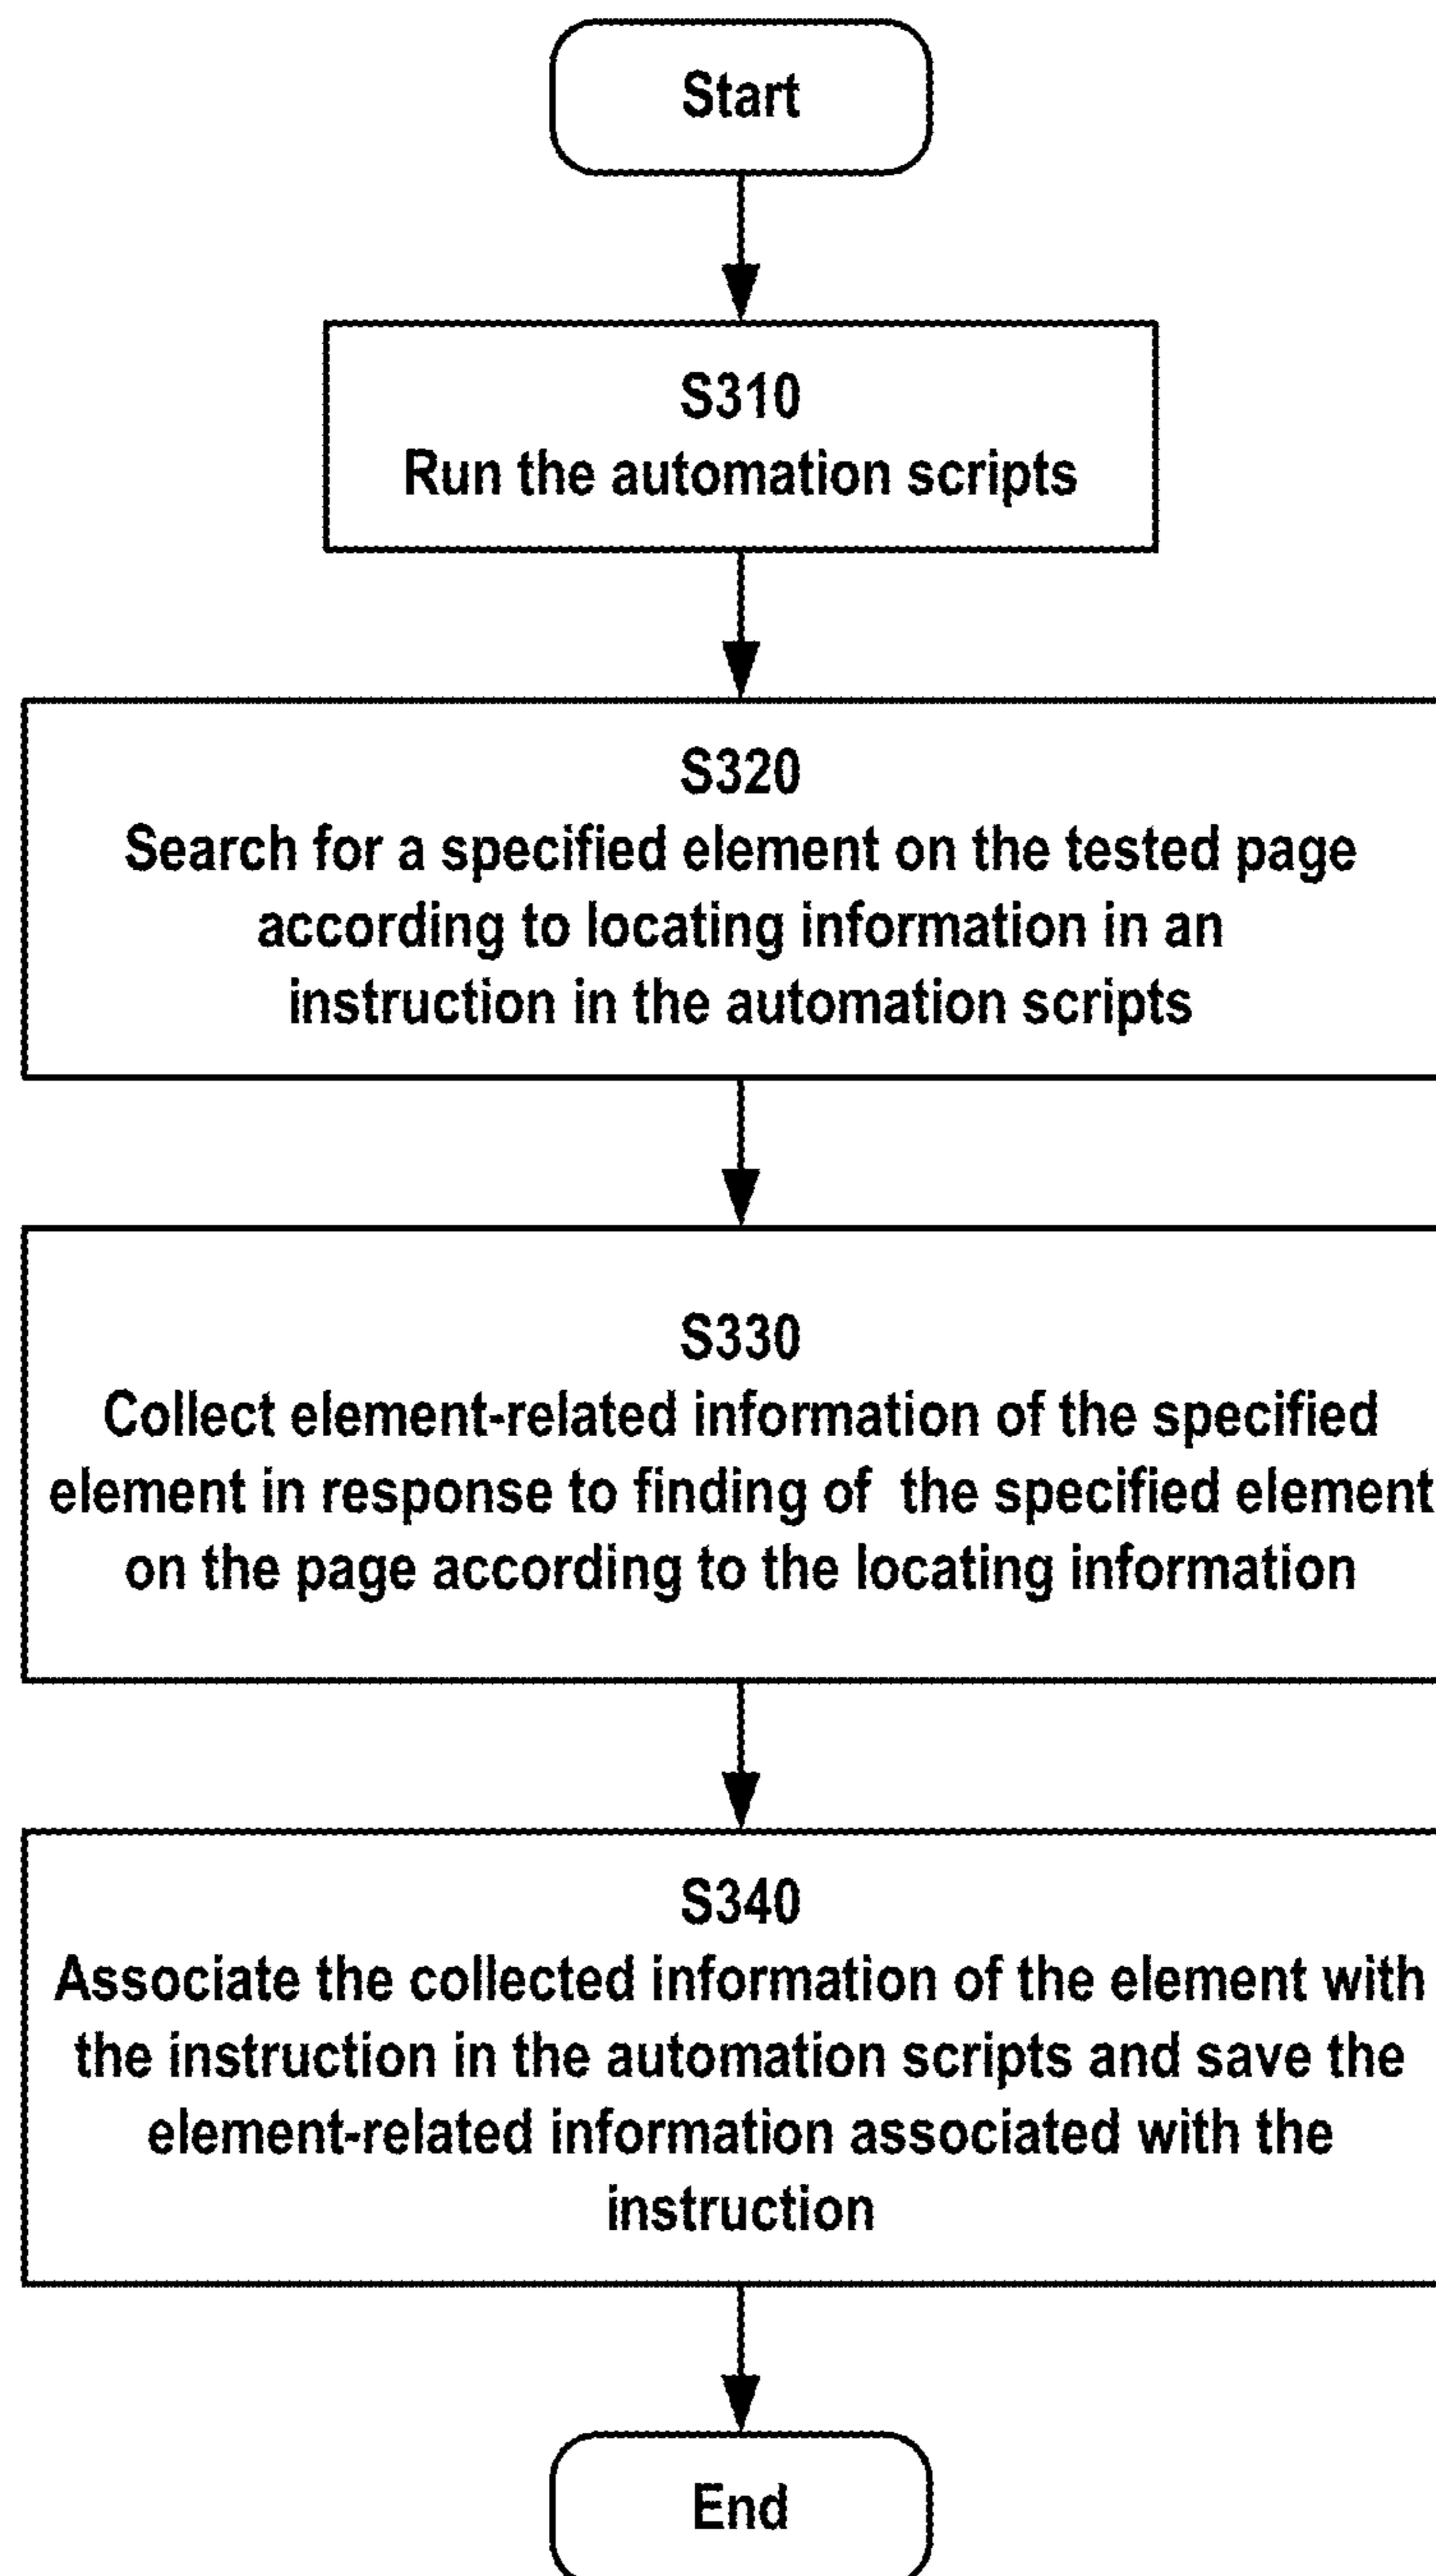 Start
S310
Run the automation scripts
S320
Search for a specified element on the tested page
according to locating information in an
instruction in the automation scripts
S330
Collect element-related information of the specified
element in response to finding of  the specified element
on the page according to the locating information
S340
Associate the collected information of the element with
the instruction in the automation scripts and save the
element-related information associated with the
instruction
End